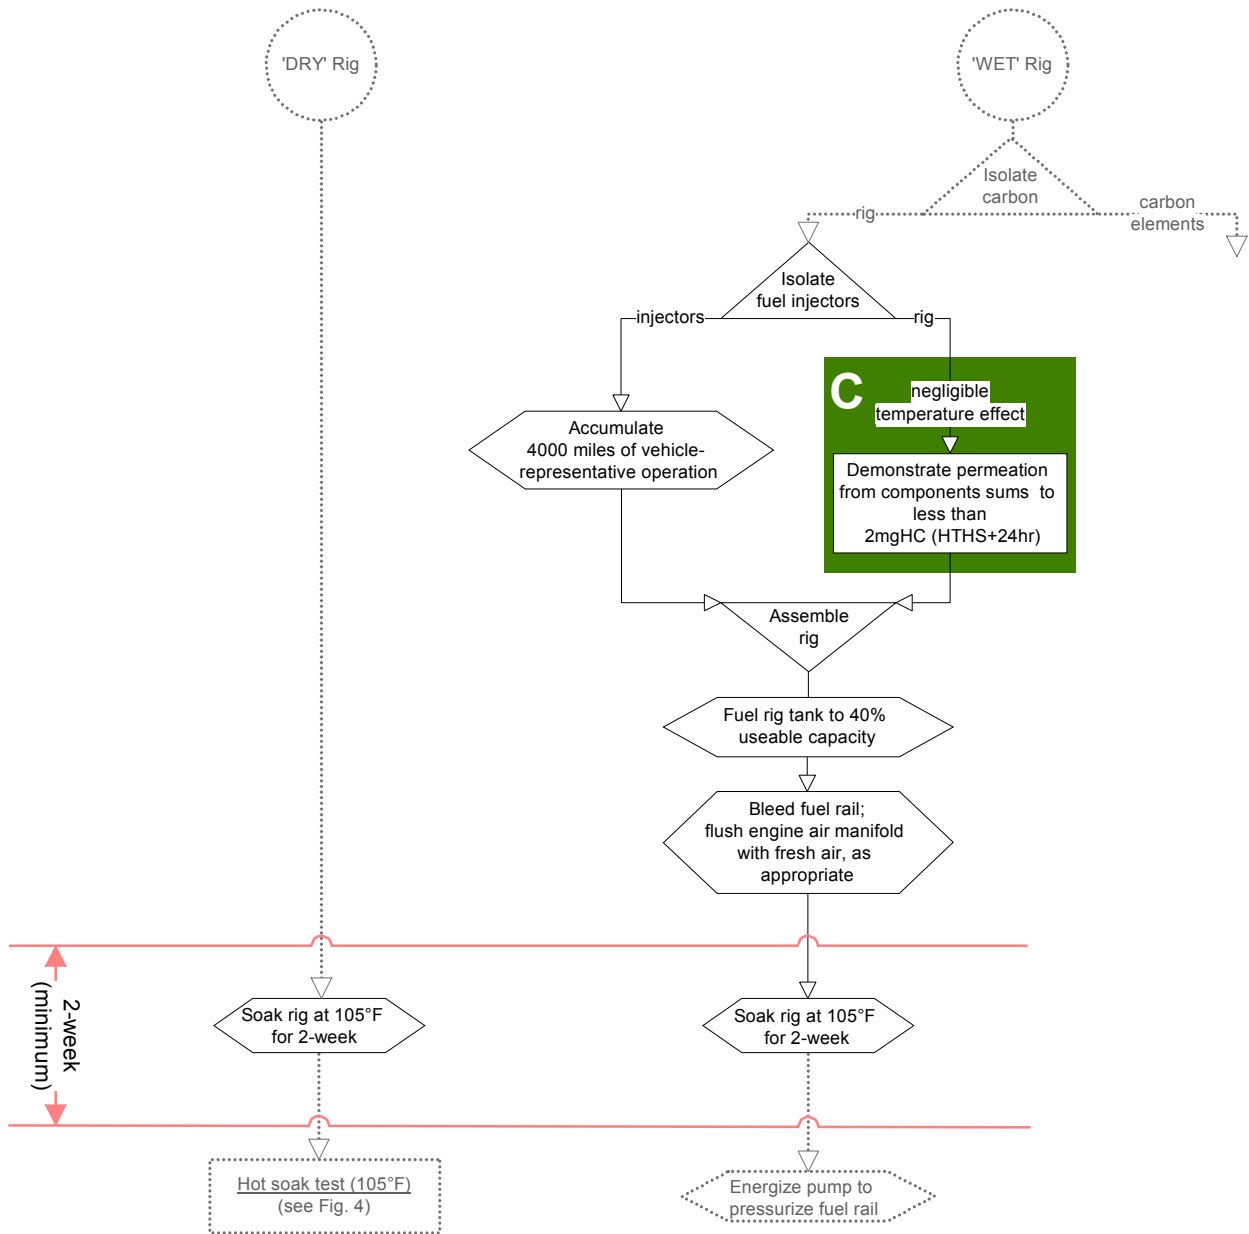 'DRY' Rig
'WET' Rig
Isolate
carbon
rig
carbon
elements
Isolate
fuel injectors
injectors
rig
C
negligible
temperature effect
Accumulate
4000 miles of vehicle-
representative operation
Demonstrate permeation
from components sums to
less than
2mgHC (HTHS+24hr)
Assemble
rig
Fuel rig tank to 40%
useable capacity
Bleed fuel rail;
flush engine air manifold
with fresh air, as
appropriate
2-week
(minimum)
Soak rig at 105°F
for 2-week
Soak rig at 105°F
for 2-week
Hot soak test (105°F)
(see Fig. 4)
Energize pump to
pressurize fuel rail